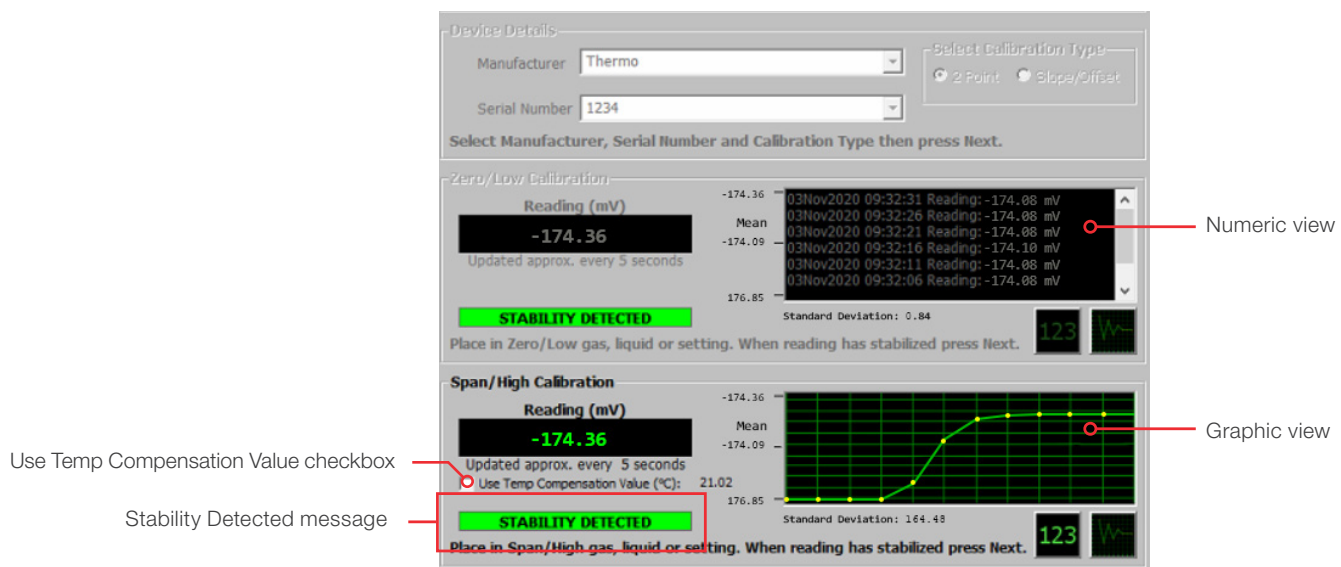 Device Details
Manufacturer Thermo
Select Calibration Type
2 Point Slope/Offset
Serial Number 1234
Select Manufacturer, Serial Number and Calibration Type then press Next.
Zero/Low Calibration
Reading (mV)
-174.36
Updated approx. every 5 seconds
STABILITY DETECTED
-174.36
Mean
-174.09
176.85
03Nov2020 09:32:31 Reading:-174.08 mV
03Nov2020 09:32:26 Reading:-174.08 mV
03Nov2020 09:32:21 Reading:-174.08 mV
03Nov2020 09:32:16 Reading:-174.10 mV
03Nov2020 09:32:11 Reading:-174.08 mV
03Nov2020 09:32:06 Reading:-174.08 mV
Standard Deviation: 0.84
123
Place in Zero/Low gas, liquid or setting. When reading has stabilized press Next.
Numeric view
Span/High Calibration
Reading (mV)
-174.36
Updated approx. every 5 seconds
Use Temp Compensation Value (°C): 21.02
STABILITY DETECTED
-174.36
Mean
-174.09
176.85
Standard Deviation: 164.48
123
Place in Span/High gas, liquid or setting. When reading has stabilized press Next.
Graphic view
Use Temp Compensation Value checkbox
Stability Detected message